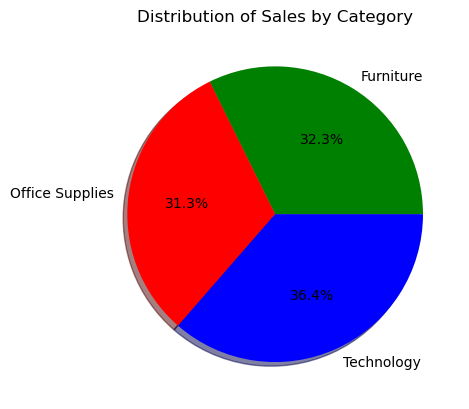 Distribution of Sales by Category
Furniture
32.3%
Office Supplies
31.3%
36.4%
Technology